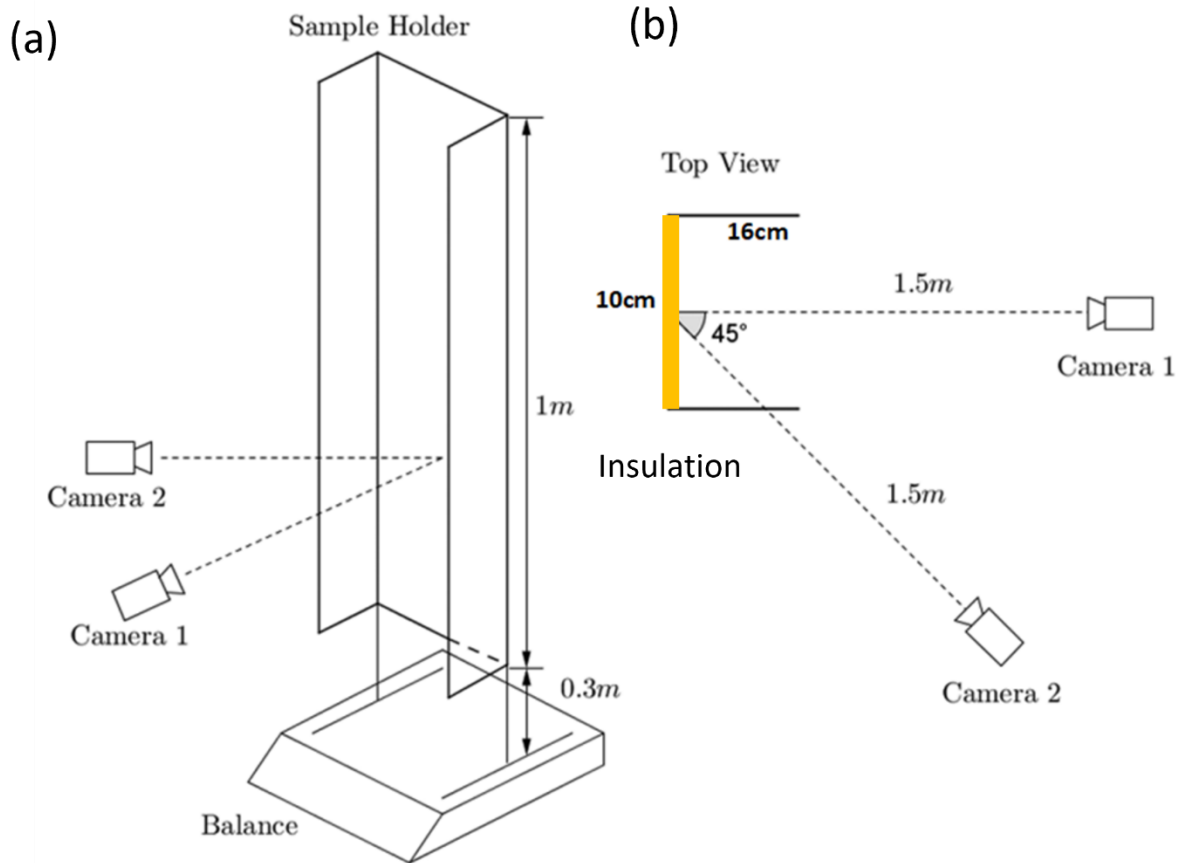 (a)
Sample Holder
1m
Camera 2
Camera 1
0.3m
Balance
(b)
Top View
16cm
10cm
1.5m
45°
Camera 1
Insulation
1.5m
Camera 2